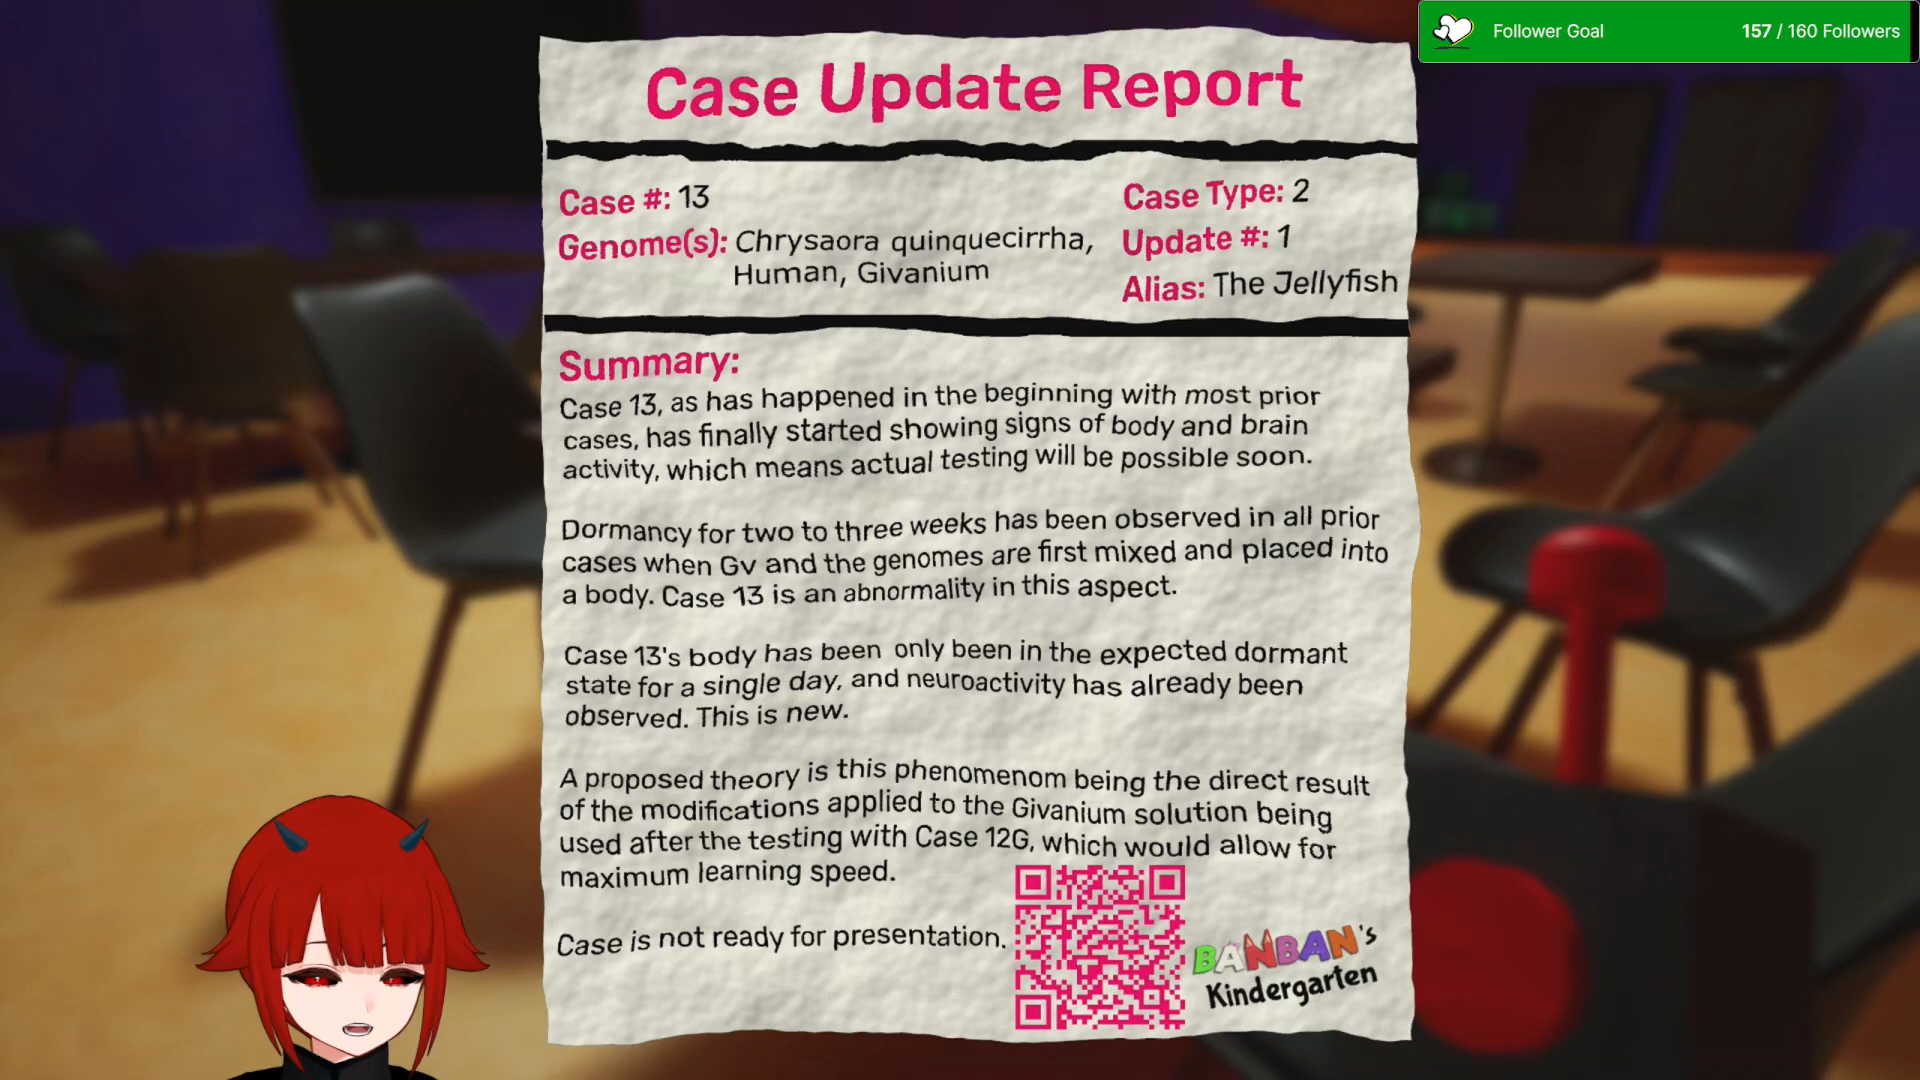 Follower Goal
157 / 160 Followers
Case Update Report
Case #: 13
Case Type: 2
Genome(s): Chrysaora quinquecirrha,
Human, Givanium
Update #: 1
Alias: The Jellyfish
Summary:
Case 13, as has happened in the beginning with most prior
cases, has finally started showing signs of body and brain
activity, which means actual testing will be possible soon.
Dormancy for two to three weeks has been observed in all prior
cases when Gv and the genomes are first mixed and placed into
a body. Case 13 is an abnormality in this aspect.
Case 13's body has been only been in the expected dormant
state for a single day, and neuroactivity has already been
observed. This is new.
A proposed theory is this phenomenom being the direct result
of the modifications applied to the Givanium solution being
used after the testing with Case 12G, which would allow for
maximum learning speed.
Case is not ready for presentation.
BANBAN's
Kindergarten